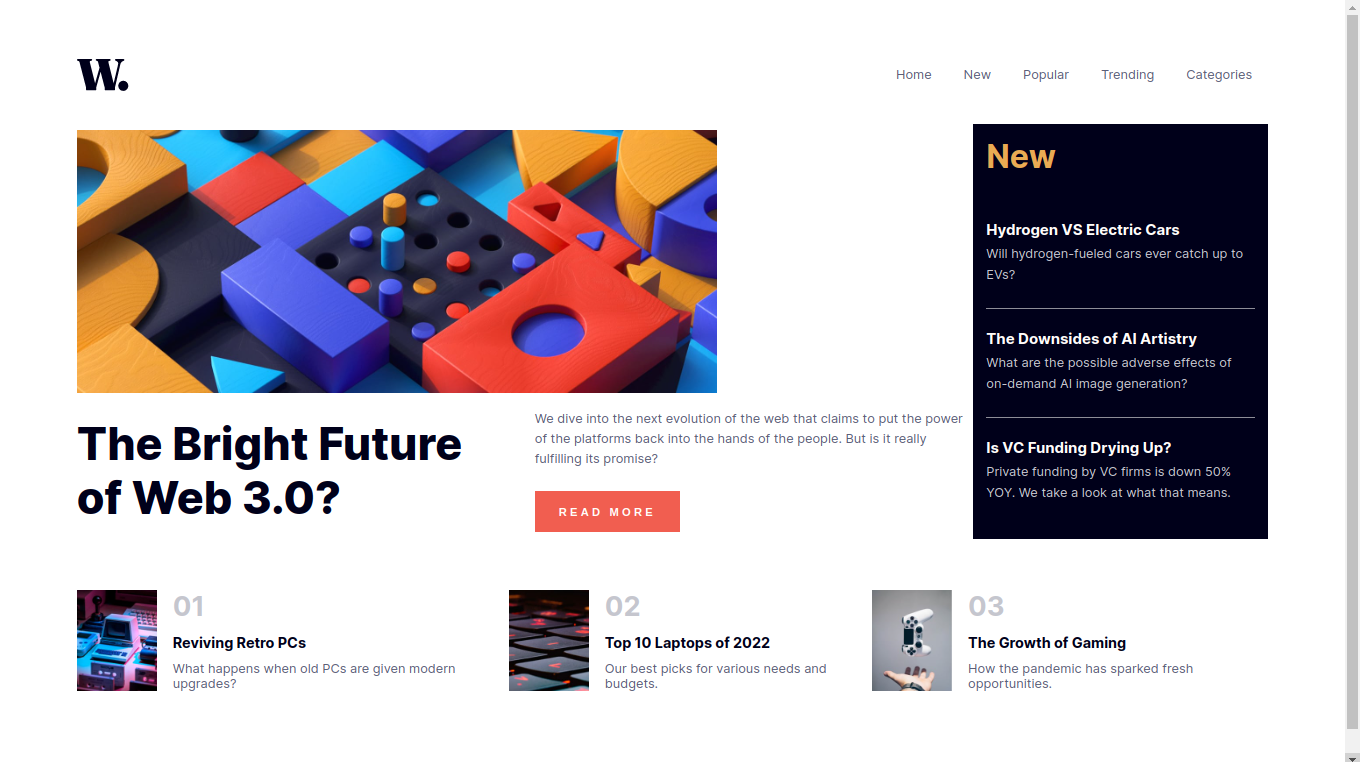 W.
Home New Popular Trending Categories
The Bright Future
of Web 3.0?
We dive into the next evolution of the web that claims to put the power
of the platforms back into the hands of the people. But is it really
fulfilling its promise?
READ MORE
New
Hydrogen VS Electric Cars
Will hydrogen-fueled cars ever catch up to
EVs?
The Downsides of AI Artistry
What are the possible adverse effects of
on-demand AI image generation?
Is VC Funding Drying Up?
Private funding by VC firms is down 50%
YOY. We take a look at what that means.
01
Reviving Retro PCs
What happens when old PCs are given modern
upgrades?
02
Top 10 Laptops of 2022
Our best picks for various needs and
budgets.
03
The Growth of Gaming
How the pandemic has sparked fresh
opportunities.